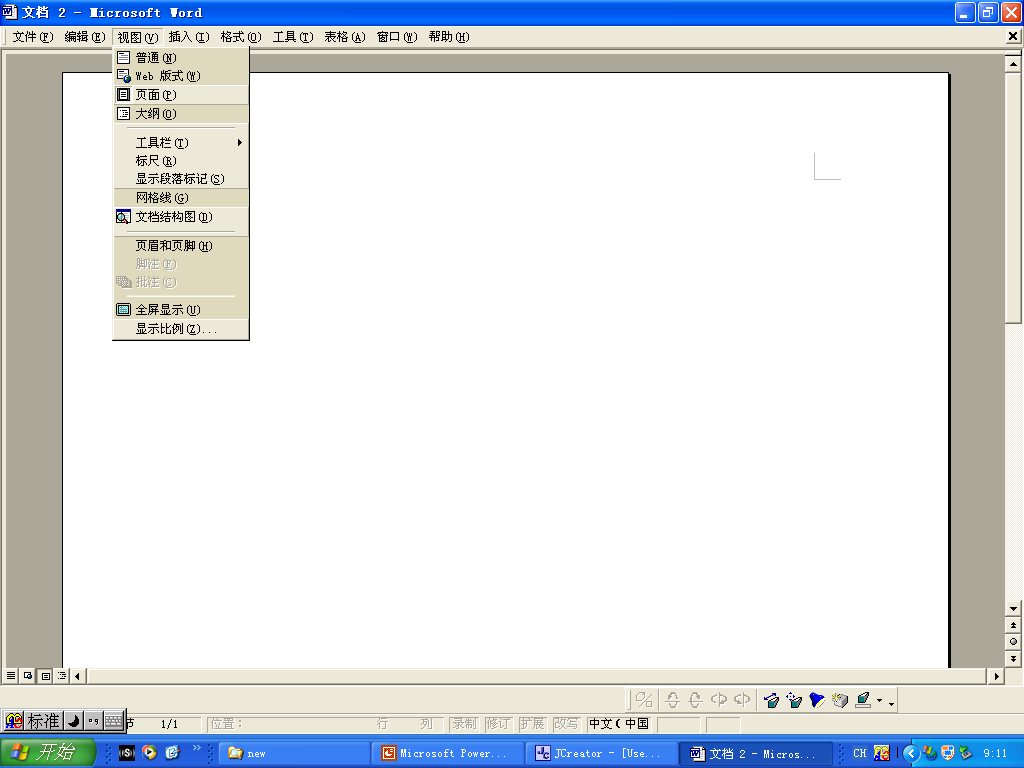 文档 2 - Microsoft Word
文件(F) 编辑(E) 视图(V) 插入(I) 格式(O) 工具(T) 表格(A) 窗口(W) 帮助(H)
普通(N)
Web 版式(W)
页面(P)
大纲(O)
工具栏(T)
标尺(R)
显示段落标记(S)
网格线(G)
文档结构图(D)
页眉和页脚(H)
脚注(F)
批注(C)
全屏显示(U)
显示比例(Z)...
标准 节 1/1 位置: 行 列 录制 修订 扩展 改写 中文(中国
开始 new Microsoft Power... JCreator - [Use... 文档 2 - Micros... CH 9:11